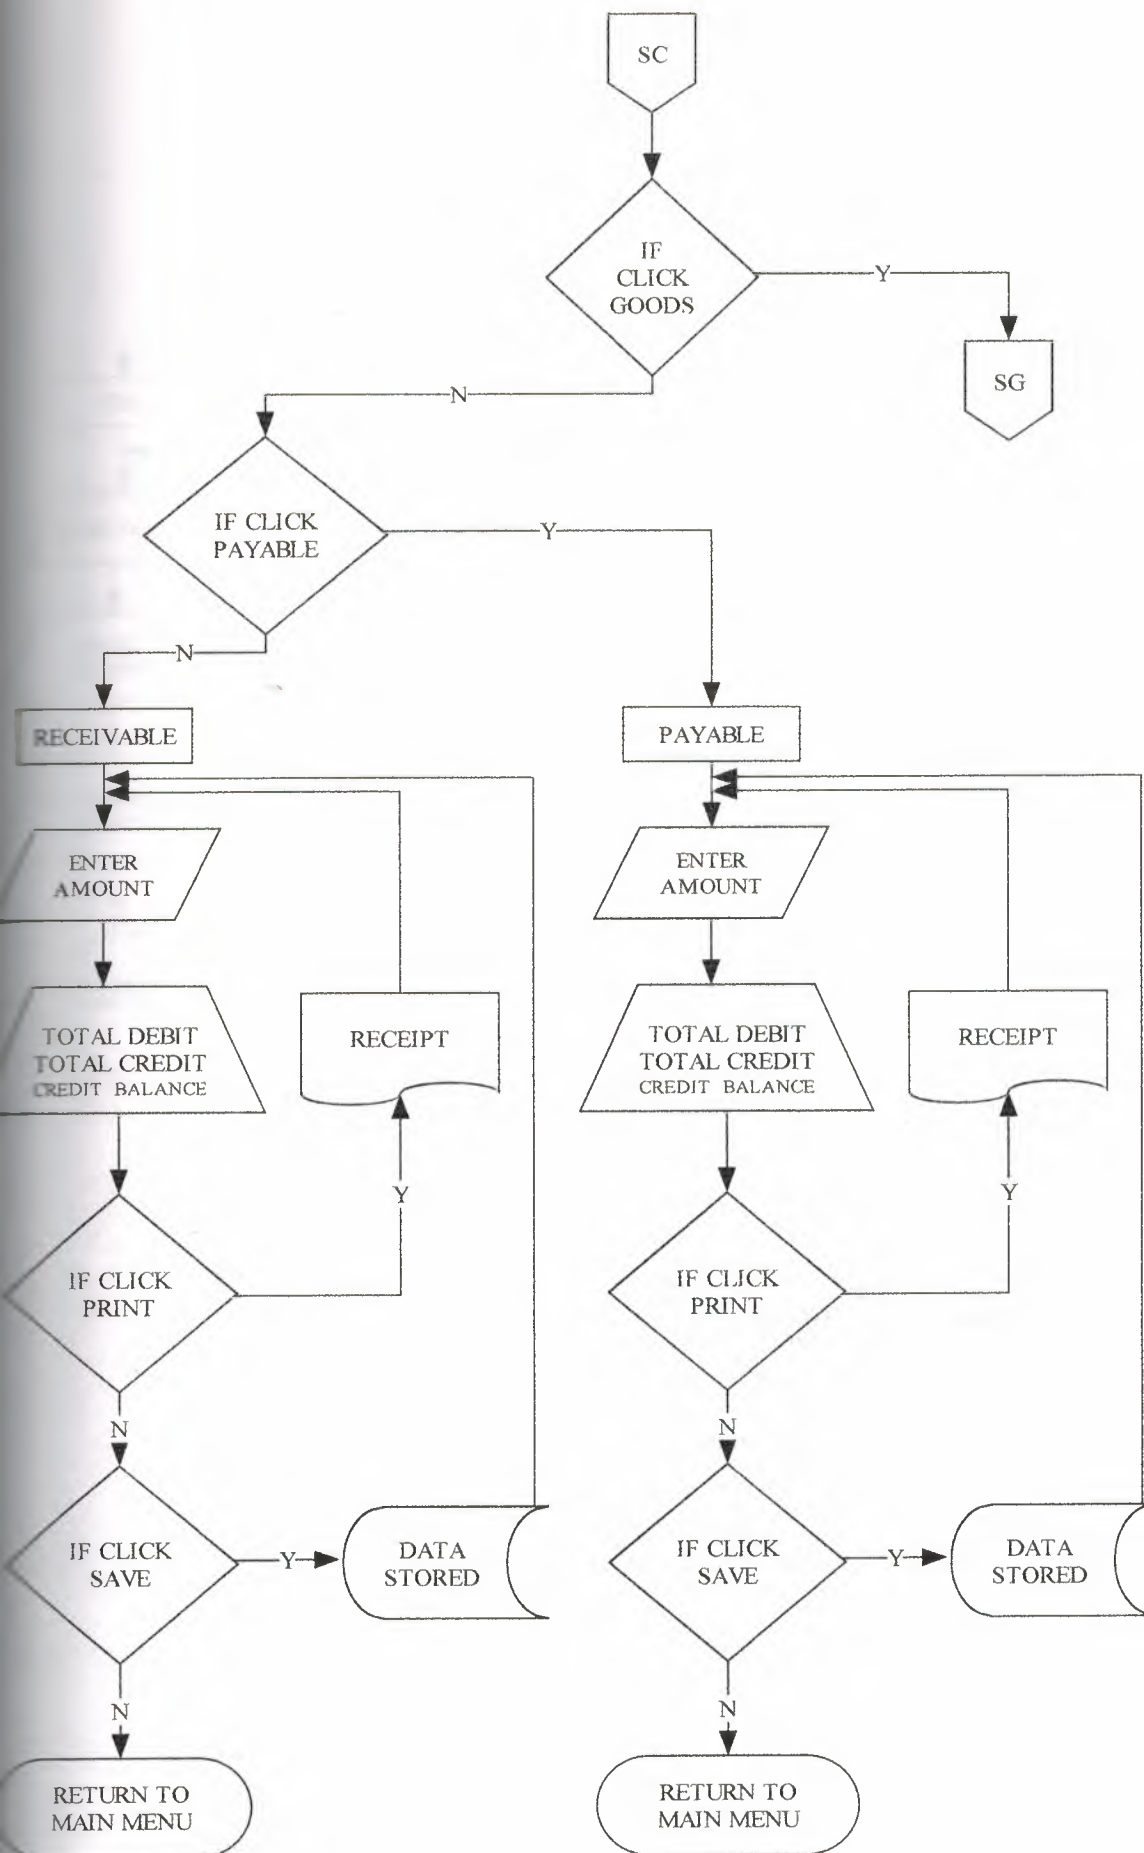 SC
IF
CLICK
GOODS
Y
SG
N
IF CLICK
PAYABLE
Y
N
RECEIVABLE
PAYABLE
ENTER
AMOUNT
ENTER
AMOUNT
TOTAL DEBIT
TOTAL CREDIT
CREDIT BALANCE
RECEIPT
TOTAL DEBIT
TOTAL CREDIT
CREDIT BALANCE
RECEIPT
Y
Y
IF CLICK
PRINT
IF CLICK
PRINT
N
N
IF CLICK
SAVE
Y
DATA
STORED
IF CLICK
SAVE
Y
DATA
STORED
N
N
RETURN TO
MAIN MENU
RETURN TO
MAIN MENU